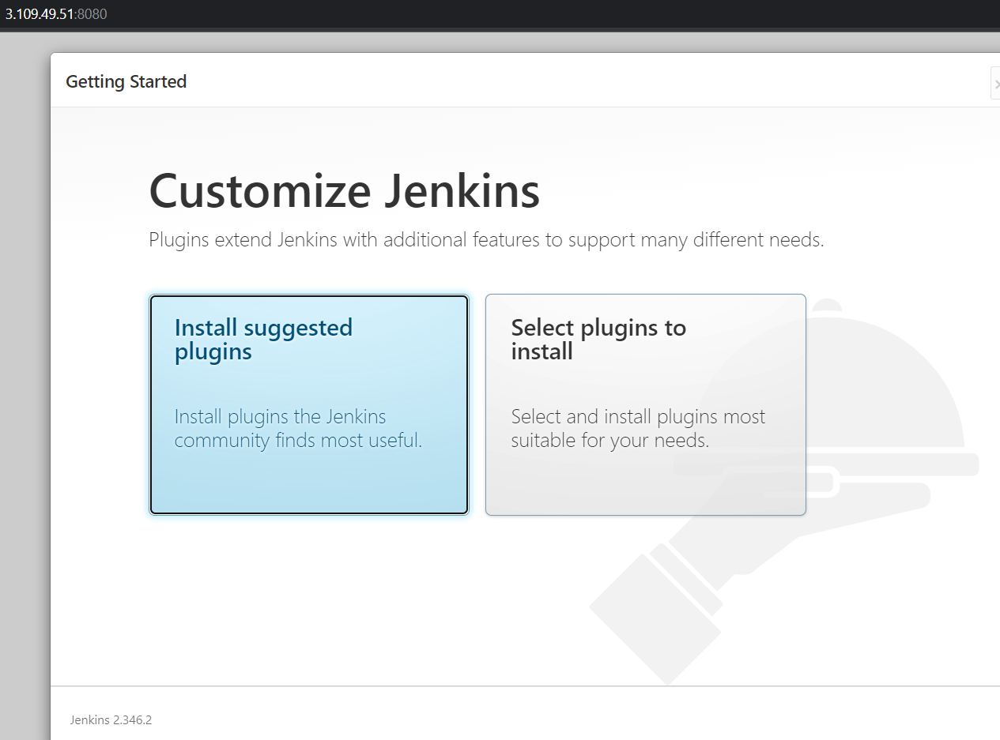 3.109.49.51:8080
Getting Started
Customize Jenkins
Plugins extend Jenkins with additional features to support many different needs.
Install suggested
plugins
Install plugins the Jenkins
community finds most useful.
Select plugins to
install
Select and install plugins most
suitable for your needs.
Jenkins 2.346.2